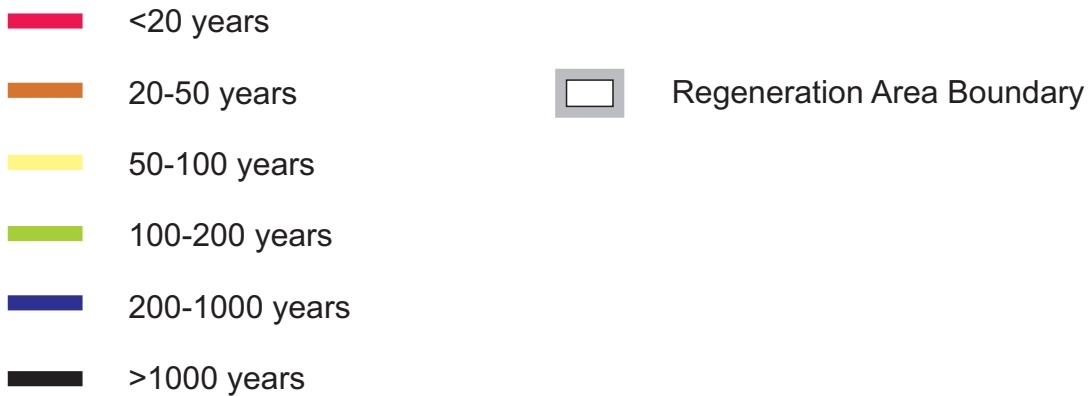 <20 years
20-50 years
Regeneration Area Boundary
50-100 years
100-200 years
200-1000 years
>1000 years